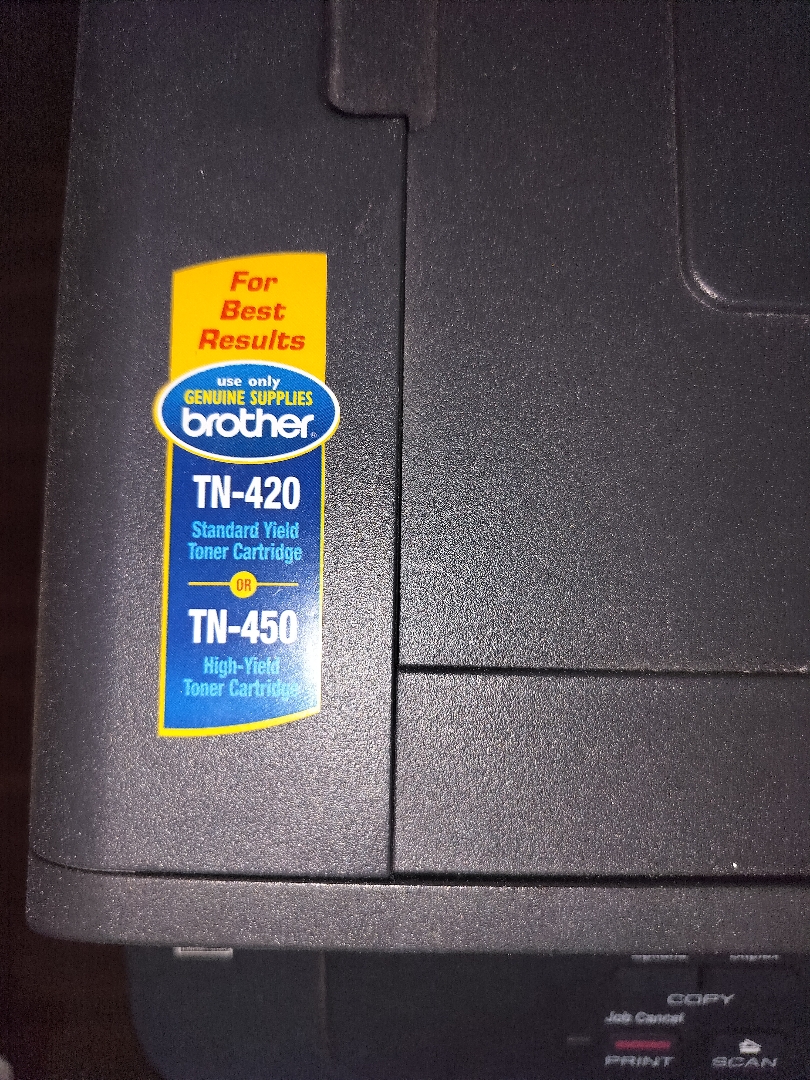 For
Best
Results
use only
GENUINE SUPPLIES
brother®
TN-420
Standard Yield
Toner Cartridge
OR
TN-450
High-Yield
Toner Cartridge
COPY
Job Cancel
PRINT
SCAN